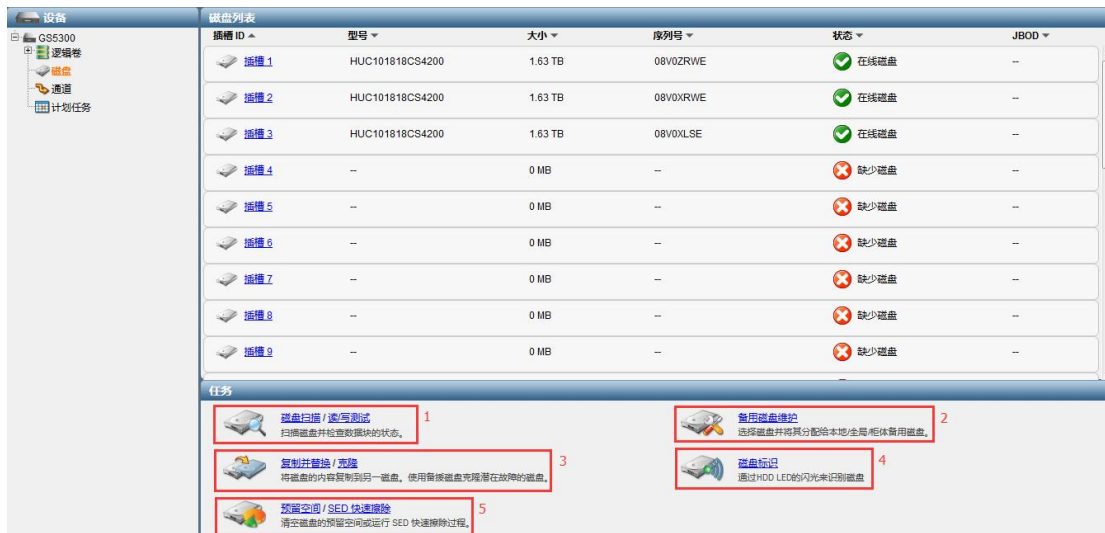 设备
GS5300
逻辑卷
磁盘
通道
计划任务
磁盘列表
插槽 ID 型号 大小 序列号 状态 JBOD
插槽 1 HUC101818CS4200 1.63 TB 08V0ZRWE 在线磁盘 --
插槽 2 HUC101818CS4200 1.63 TB 08V0XRWE 在线磁盘 --
插槽 3 HUC101818CS4200 1.63 TB 08V0XLSE 在线磁盘 --
插槽 4 -- 0 MB -- 缺少磁盘 --
插槽 5 -- 0 MB -- 缺少磁盘 --
插槽 6 -- 0 MB -- 缺少磁盘 --
插槽 7 -- 0 MB -- 缺少磁盘 --
插槽 8 -- 0 MB -- 缺少磁盘 --
插槽 9 -- 0 MB -- 缺少磁盘 --
任务
磁盘扫描 / 读/写测试 1
扫描磁盘并检查数据块的状态。
备用磁盘维护 2
选择磁盘并将其分配给本地/全局/柜体备用磁盘。
复制并替换 / 克隆 3
将磁盘的内容复制到另一磁盘。使用备援磁盘克隆潜在故障的磁盘。
磁盘标识 4
通过HDD LED的闪光来识别磁盘
预留空间 / SED 快速擦除 5
清空磁盘的预留空间或运行 SED 快速擦除过程。